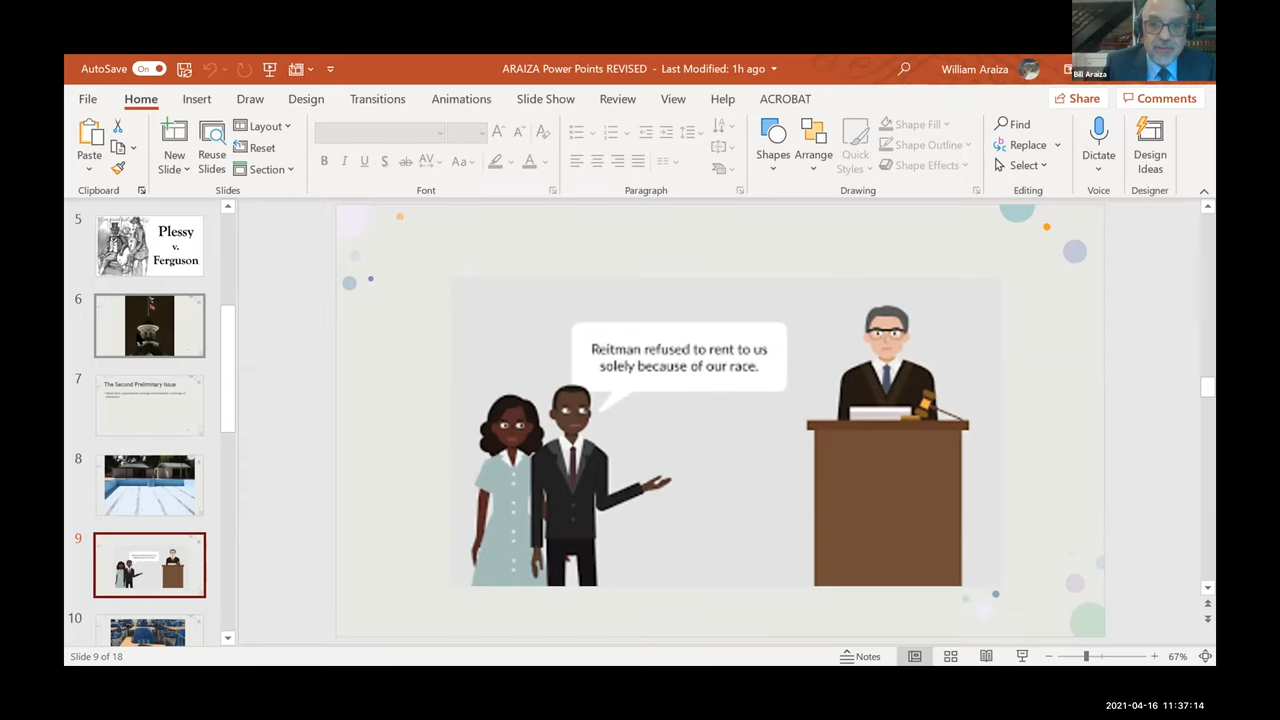 AutoSave On
ARAIZA Power Points REVISED - Last Modified: 1h ago
William Araiza
Bill Araiza
File Home Insert Draw Design Transitions Animations Slide Show Review View Help ACROBAT
Share Comments
Paste
Clipboard
New
Slide
Reuse
Slides
Layout
Reset
Section
Slides
Font
Paragraph
Shapes
Arrange
Quick
Styles
Shape Fill
Shape Outline
Shape Effects
Drawing
Find
Replace
Select
Editing
Dictate
Voice
Design
Ideas
Designer
5
Plessy
v.
Ferguson
6
7
The Second Preliminary Issue
8
9
10
Reitman refused to rent to us
solely because of our race.
Slide 9 of 18
Notes
67%
2021-04-16 11:37:14